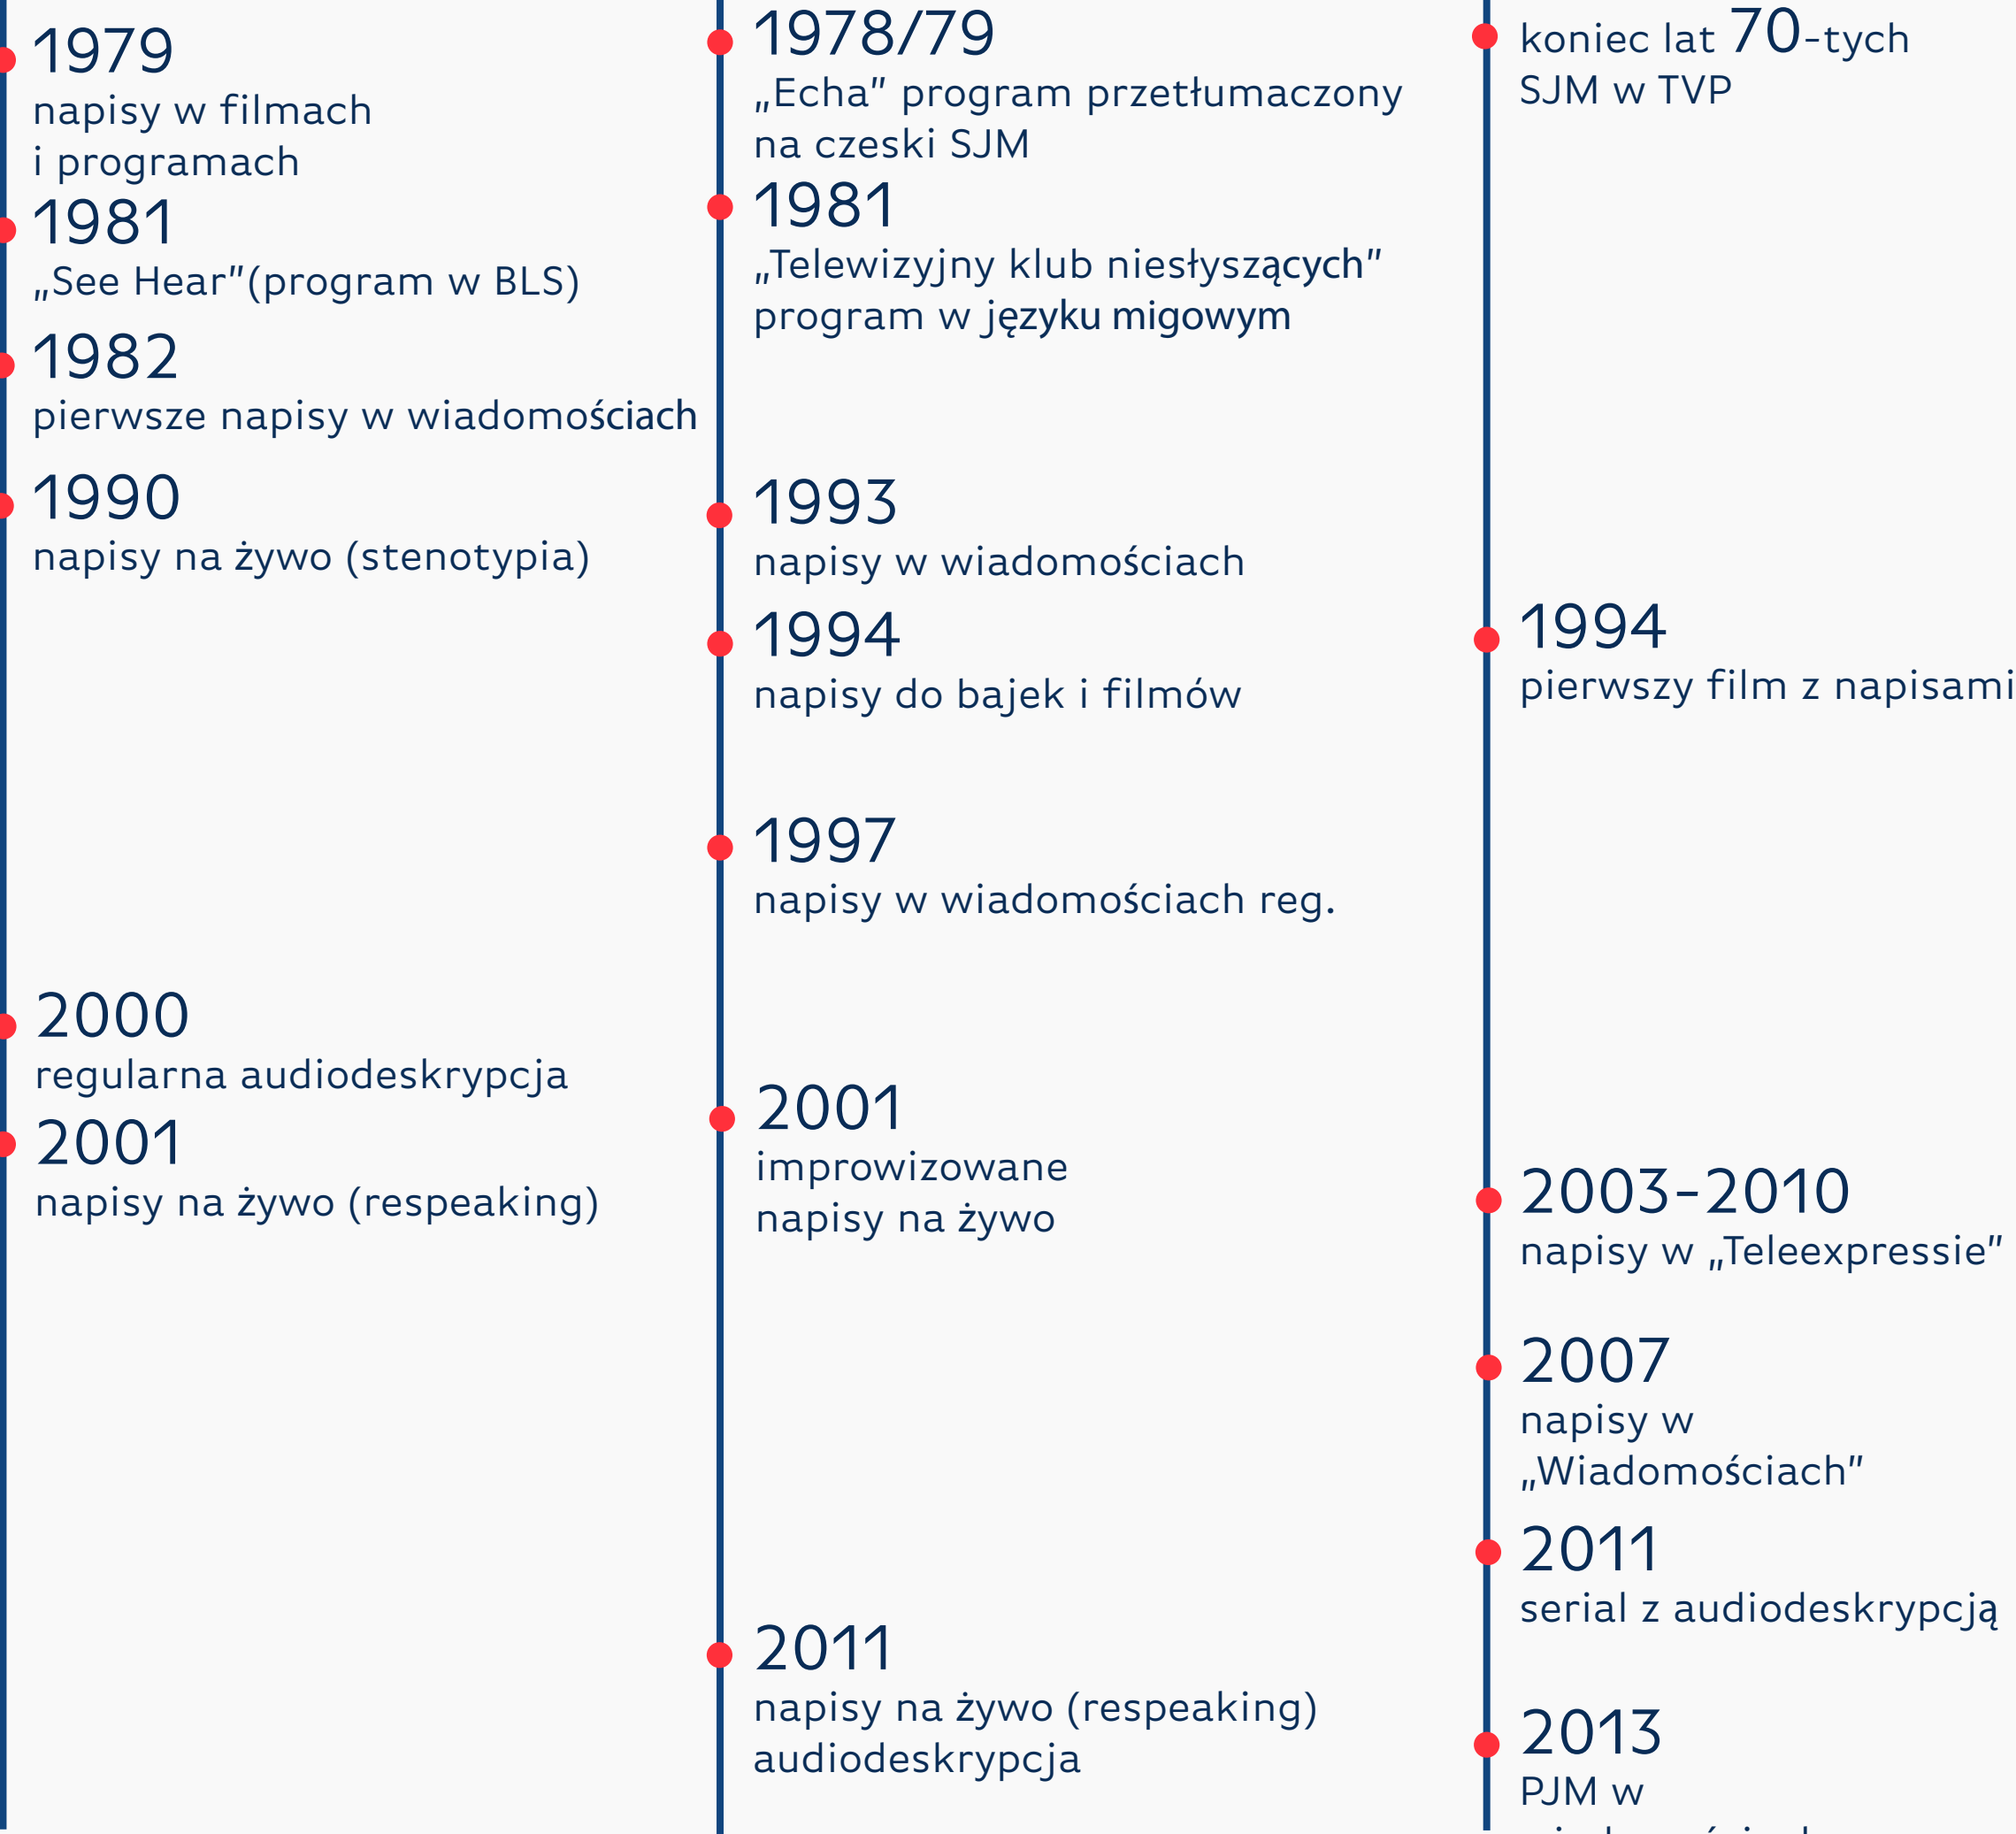 1979
napisy w filmach
i programach
1981
„See Hear”(program w BLS)
1982
pierwsze napisy w wiadomościach
1990
napisy na żywo (stenotypia)
2000
regularna audiodeskrypcja
2001
napisy na żywo (respeaking)
1978/79
„Echa” program przetłumaczony
na czeski SJM
1981
„Telewizyjny klub niesłyszących”
program w języku migowym
1993
napisy w wiadomościach
1994
napisy do bajek i filmów
1997
napisy w wiadomościach reg.
2001
improwizowane
napisy na żywo
2011
napisy na żywo (respeaking)
audiodeskrypcja
koniec lat 70-tych
SJM w TVP
1994
pierwszy film z napisami
2003-2010
napisy w „Teleexpressie”
2007
napisy w
„Wiadomościach”
2011
serial z audiodeskrypcją
2013
PJM w